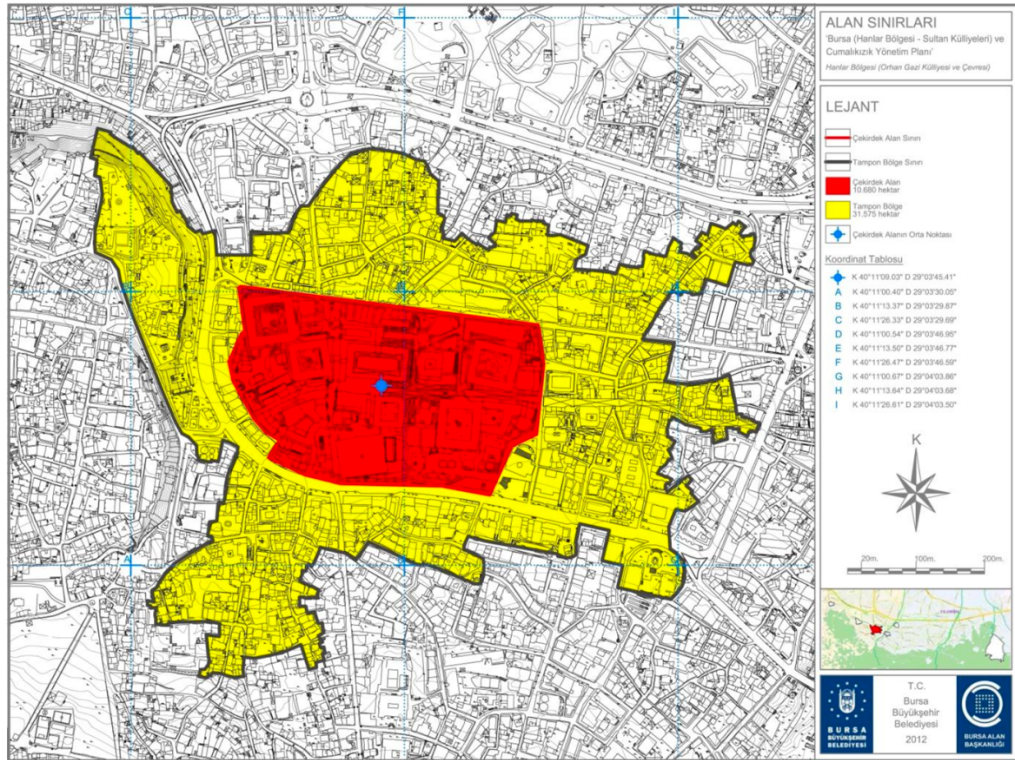 ALAN SINIRLARI
'Bursa (Hanlar Bölgesi - Sultan Külliyeleri) ve
Cumalıkızık Yönetim Planı'
Hanlar Bölgesi (Orhan Gazi Külliyesi ve Çevresi)
LEJANT
Çekirdek Alan Sınırı
Tampon Bölge Sınırı
Çekirdek Alan
10.680 hektar
Tampon Bölge
31.575 hektar
Çekirdek Alanın Orta Noktası
Koordinat Tablosu
K 40°11'09.03" D 29°03'45.41"
A K 40°11'00.40" D 29°03'30.05"
B K 40°11'13.37" D 29°03'29.87"
C K 40°11'26.33" D 29°03'29.69"
D K 40°11'00.54" D 29°03'46.95"
E K 40°11'13.50" D 29°03'46.77"
F K 40°11'26.47" D 29°03'46.59"
G K 40°11'00.67" D 29°04'03.86"
H K 40°11'13.64" D 29°04'03.68"
I K 40°11'26.61" D 29°04'03.50"
K
20m. 100m. 200m.
T.C.
Bursa
Büyükşehir
Belediyesi
2012
BURSA
BÜYÜKŞEHİR
BELEDİYESİ
BURSA ALAN
BAŞKANLIĞI
C
F
A